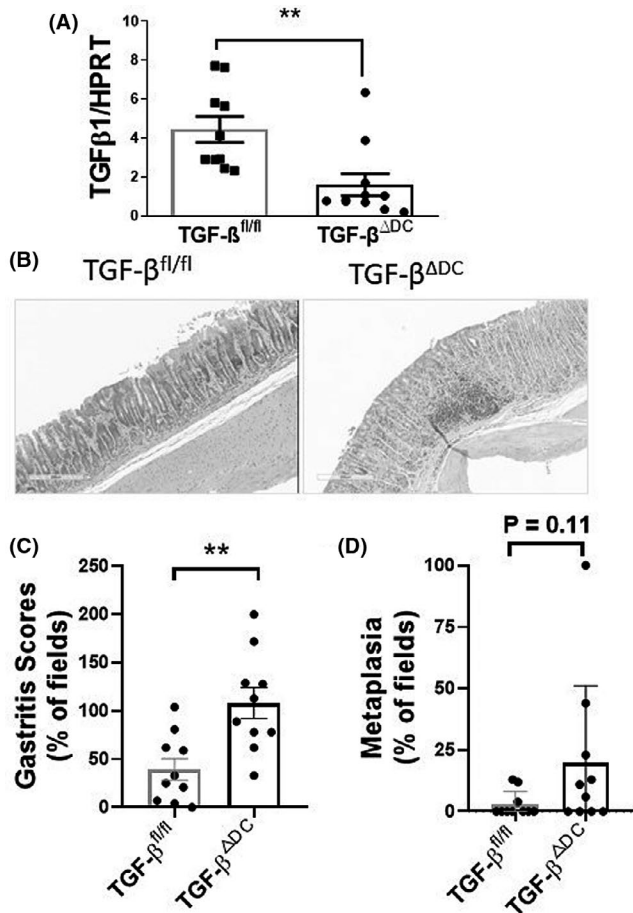 (A)
**
TGFβ1/HPRT
10
8
6
4
2
0
TGF-ß^fl/fl
TGF-β^ΔDC
(B)
TGF-β^fl/fl
TGF-β^ΔDC
(C)
**
Gastritis Scores
(% of fields)
250
200
150
100
50
0
TGF-β^fl/fl
TGF-β^ΔDC
(D)
P = 0.11
Metaplasia
(% of fields)
100
75
50
25
0
TGF-β^fl/fl
TGF-β^ΔDC